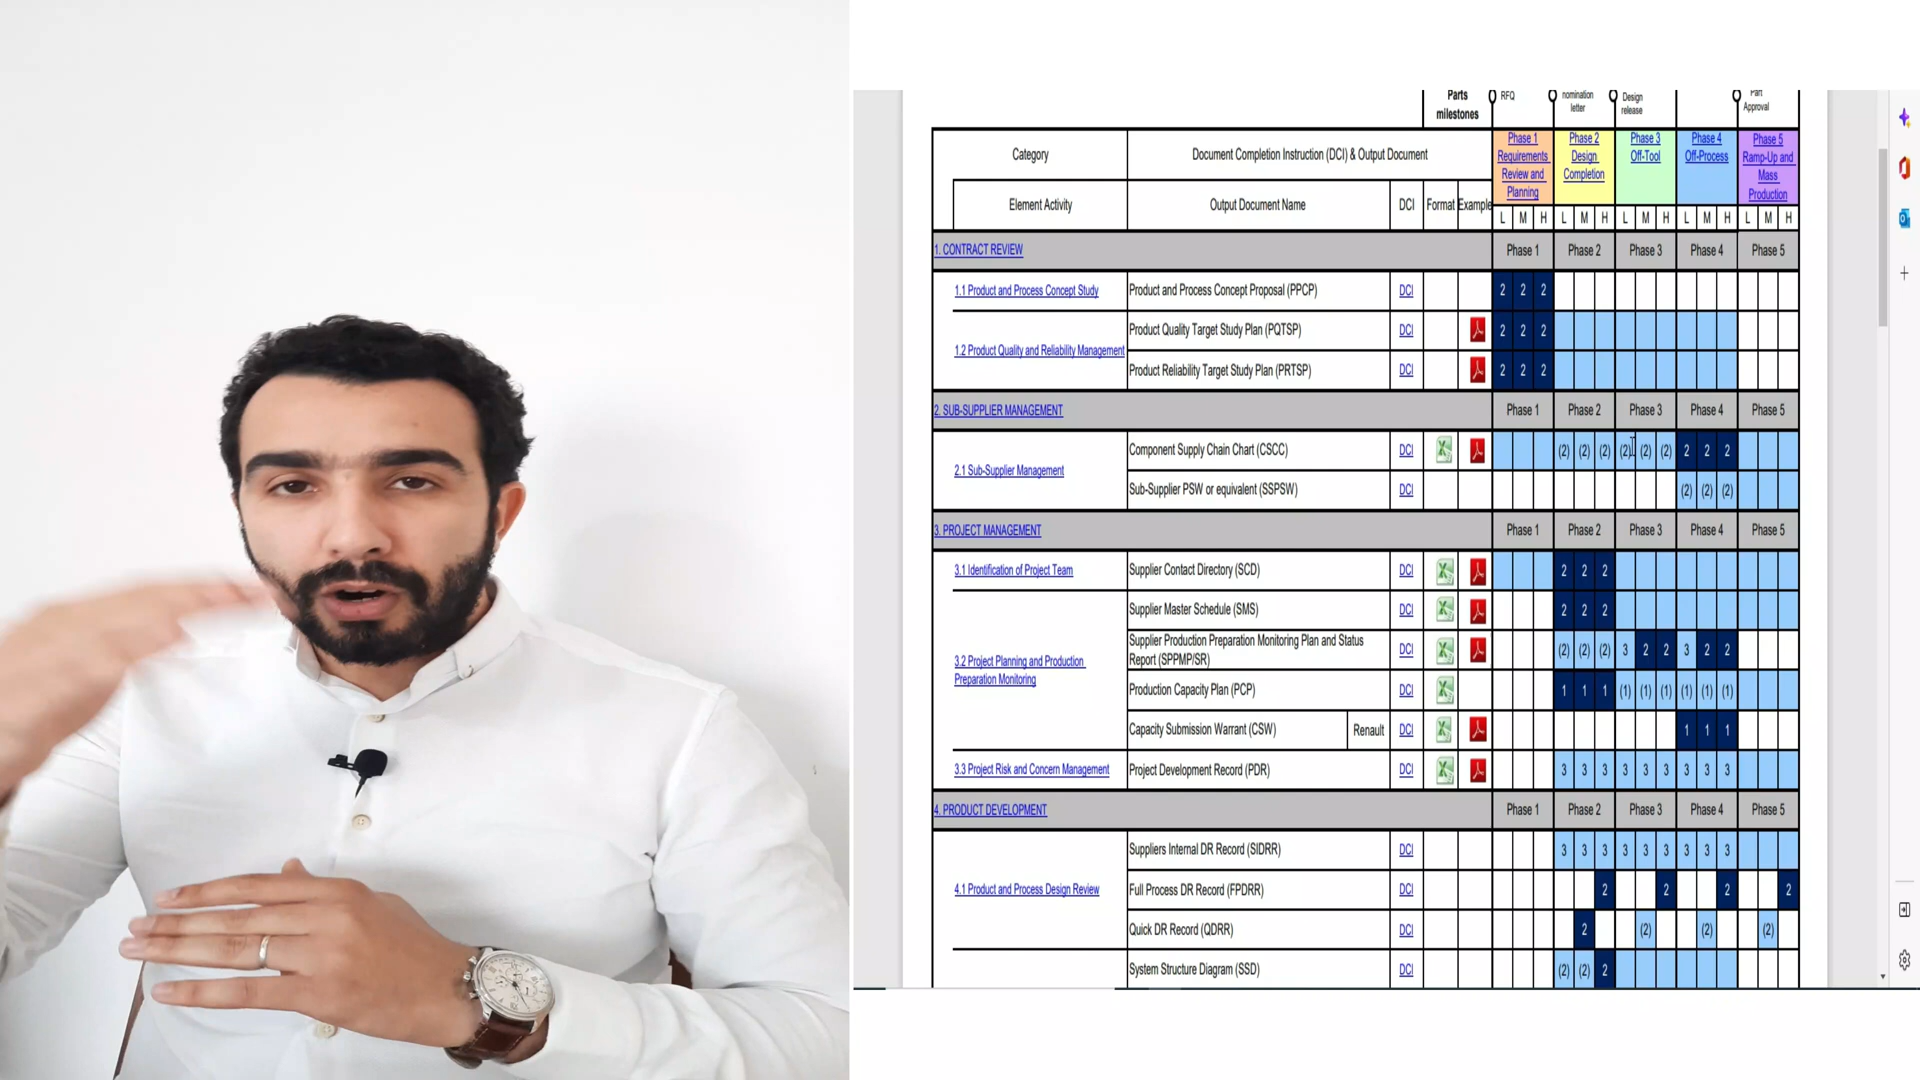 Parts
milestones
RFQ
nomination
letter
Design
release
Part
Approval
Category
Document Completion Instruction (DCI) & Output Document
Phase 1
Requirements
Review and
Planning
Phase 2
Design
Completion
Phase 3
Off-Tool
Phase 4
Off-Process
Phase 5
Ramp-Up and
Mass
Production
Element Activity
Output Document Name
DCI
Format
Example
L M H L M H L M H L M H L M H
1. CONTRACT REVIEW Phase 1 Phase 2 Phase 3 Phase 4 Phase 5
1.1 Product and Process Concept Study
Product and Process Concept Proposal (PPCP) DCI 2 2 2
1.2 Product Quality and Reliability Management
Product Quality Target Study Plan (PQTSP) DCI 2 2 2
Product Reliability Target Study Plan (PRTSP) DCI 2 2 2
2. SUB-SUPPLIER MANAGEMENT Phase 1 Phase 2 Phase 3 Phase 4 Phase 5
2.1 Sub-Supplier Management
Component Supply Chain Chart (CSCC) DCI (2) (2) (2) (2) (2) (2) 2 2 2
Sub-Supplier PSW or equivalent (SSPSW) DCI (2) (2) (2)
3. PROJECT MANAGEMENT Phase 1 Phase 2 Phase 3 Phase 4 Phase 5
3.1 Identification of Project Team
Supplier Contact Directory (SCD) DCI 2 2 2
3.2 Project Planning and Production
Preparation Monitoring
Supplier Master Schedule (SMS) DCI 2 2 2
Supplier Production Preparation Monitoring Plan and Status
Report (SPPMP/SR) DCI (2) (2) (2) 3 2 2 3 2 2
Production Capacity Plan (PCP) DCI 1 1 1 (1) (1) (1) (1) (1) (1)
Capacity Submission Warrant (CSW) Renault DCI 1 1 1
3.3 Project Risk and Concern Management
Project Development Record (PDR) DCI 3 3 3 3 3 3 3 3 3
4. PRODUCT DEVELOPMENT Phase 1 Phase 2 Phase 3 Phase 4 Phase 5
4.1 Product and Process Design Review
Suppliers Internal DR Record (SIDRR) DCI 3 3 3 3 3 3 3 3 3
Full Process DR Record (FPDRR) DCI 2 2 2 2
Quick DR Record (QDRR) DCI 2 (2) (2) (2)
System Structure Diagram (SSD) DCI (2) (2) 2